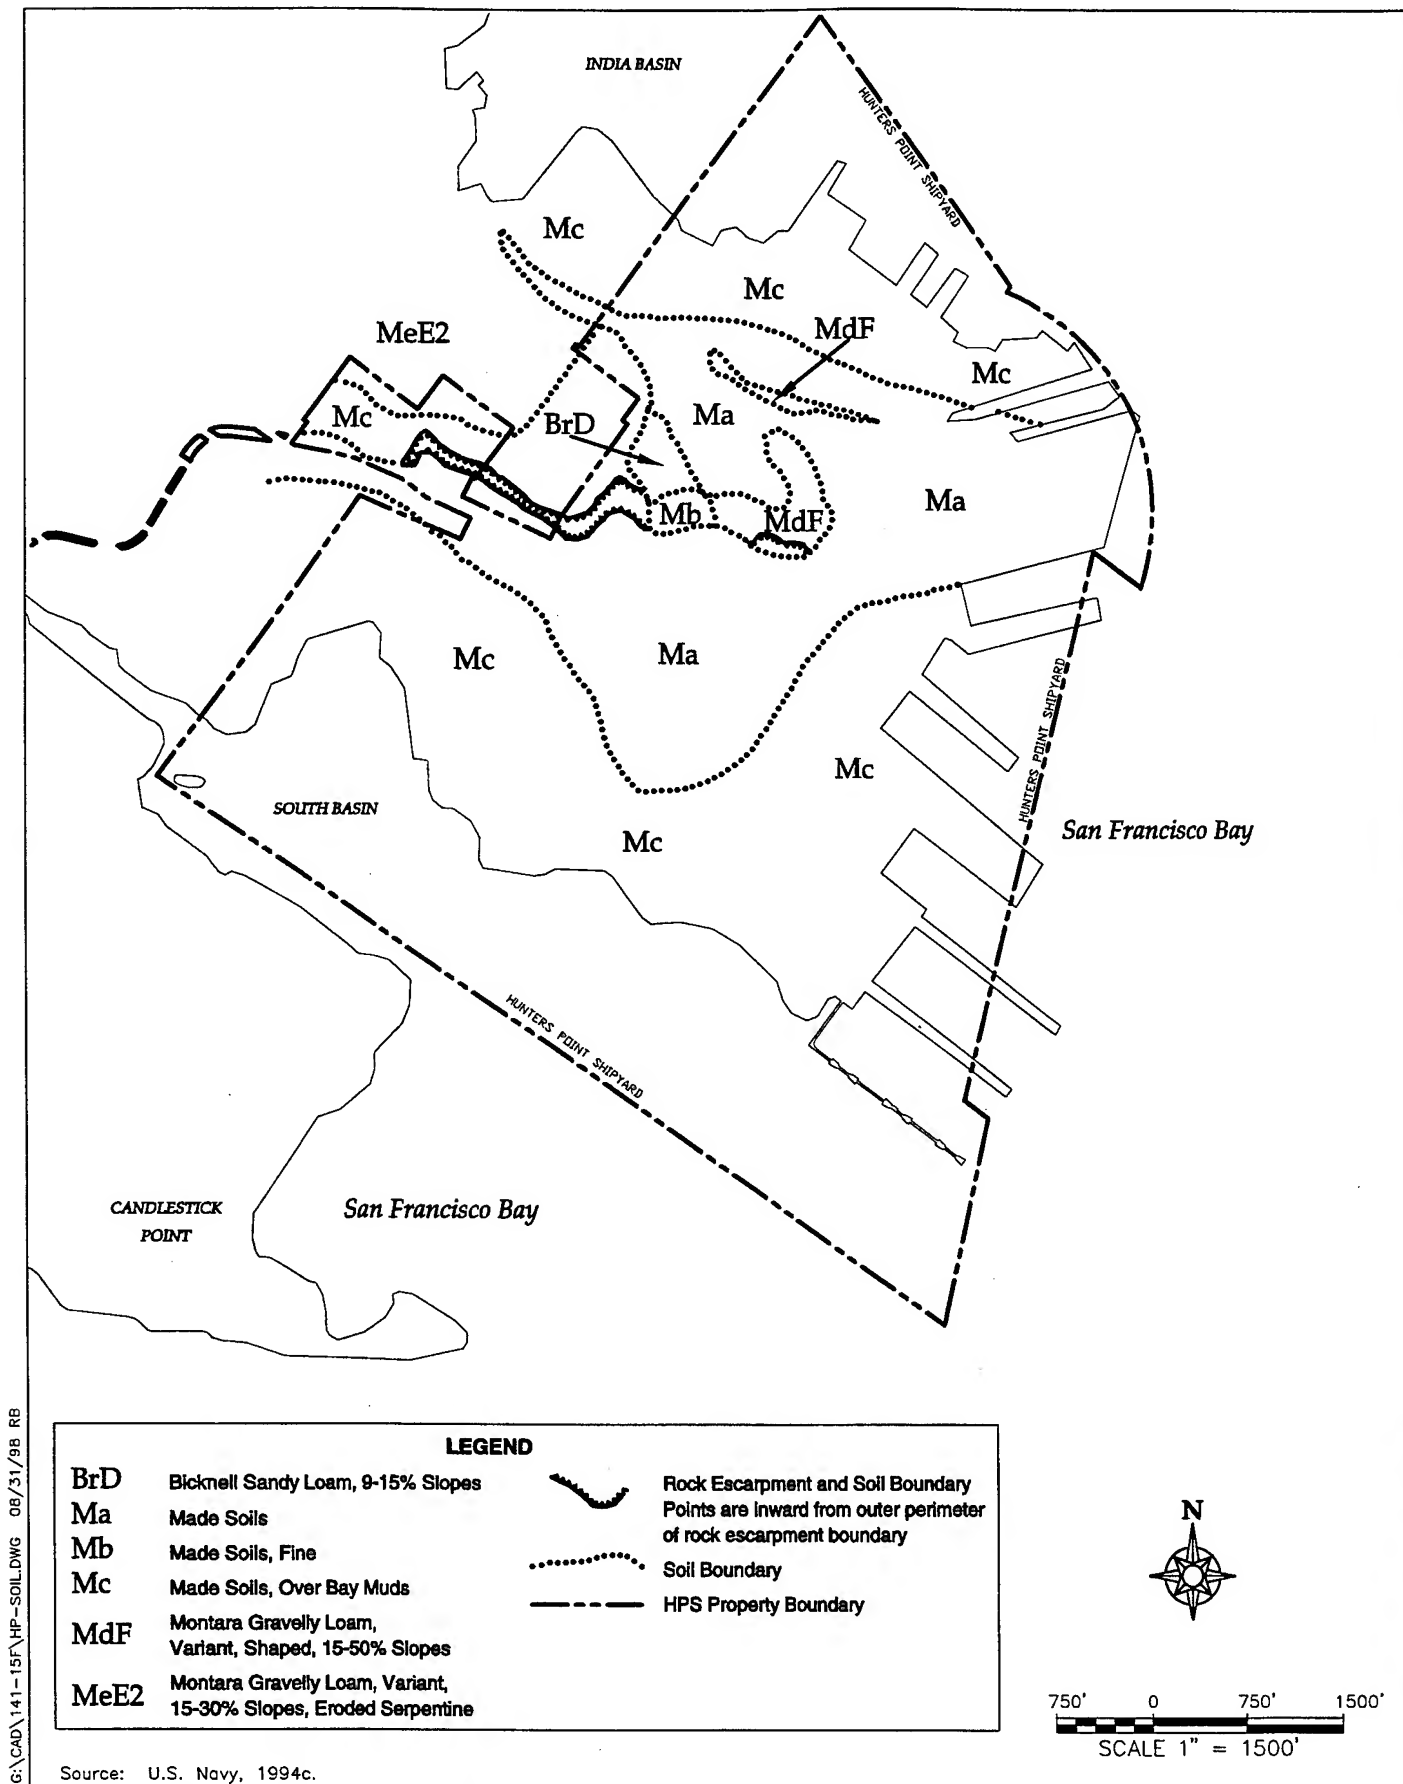 INDIA BASIN
HUNTERS POINT SHIPYARD
Mc
Mc
MdF
MeE2
Mc
Mc
Ma
BrD
Ma
Mb
MdF
Mc
Ma
HUNTERS POINT SHIPYARD
Mc
SOUTH BASIN
Mc
San Francisco Bay
HUNTERS POINT SHIPYARD
CANDLESTICK
POINT
San Francisco Bay
LEGEND
BrD Bicknell Sandy Loam, 9-15% Slopes
Ma Made Soils
Mb Made Soils, Fine
Mc Made Soils, Over Bay Muds
MdF Montara Gravelly Loam,
Variant, Shaped, 15-50% Slopes
MeE2 Montara Gravelly Loam, Variant,
15-30% Slopes, Eroded Serpentine
Rock Escarpment and Soil Boundary
Points are inward from outer perimeter
of rock escarpment boundary
Soil Boundary
HPS Property Boundary
N
750' 0 750' 1500'
SCALE 1" = 1500'
G:\CAD\141-15F\HP-SOIL.DWG 08/31/98 RB
Source: U.S. Navy, 1994c.